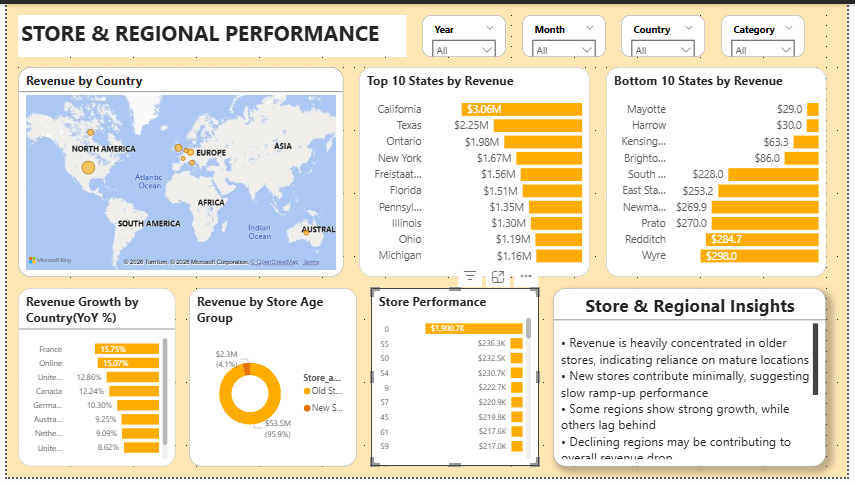 STORE & REGIONAL PERFORMANCE
Year
All
Month
All
Country
All
Category
All
Revenue by Country
NORTH AMERICA
EUROPE
ASIA
Atlantic
Ocean
AFRICA
SOUTH AMERICA
Indian
Ocean
AUSTRAL
Microsoft Bing
© 2026 TomTom, © 2026 Microsoft Corporation, © OpenStreetMap Terms
Top 10 States by Revenue
California $3.06M
Texas $2.25M
Ontario $1.98M
New York $1.67M
Freistaat... $1.56M
Florida $1.51M
Pennsyl... $1.35M
Illinois $1.30M
Ohio $1.19M
Michigan $1.16M
Bottom 10 States by Revenue
Mayotte $29.0
Harrow $30.0
Kensing... $63.3
Brighto... $86.0
South ... $228.0
East Sta... $253.2
Newma... $269.9
Prato $270.0
Redditch $284.7
Wyre $298.0
Revenue Growth by
Country(YoY %)
France 15.75%
Online 15.07%
Unite... 12.86%
Canada 12.24%
Germa... 10.30%
Austra... 9.25%
Nethe... 9.09%
Unite... 8.62%
Revenue by Store Age
Group
$2.3M
(4.1%)
$53.5M
(95.9%)
Store_a...
Old St...
New S...
Store Performance
0 $1,900.7K
55 $236.3K
50 $232.5K
54 $230.7K
9 $222.7K
57 $220.9K
45 $219.8K
61 $217.6K
59 $217.0K
Store & Regional Insights
• Revenue is heavily concentrated in older
stores, indicating reliance on mature locations
• New stores contribute minimally, suggesting
slow ramp-up performance
• Some regions show strong growth, while
others lag behind
• Declining regions may be contributing to
overall revenue drop